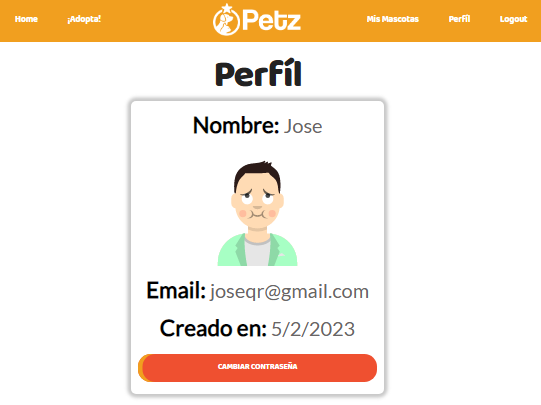 Home ¡Adopta! Petz Mis Mascotas Perfíl Logout
Perfíl
Nombre: Jose
Email: joseqr@gmail.com
Creado en: 5/2/2023
CAMBIAR CONTRASEÑA